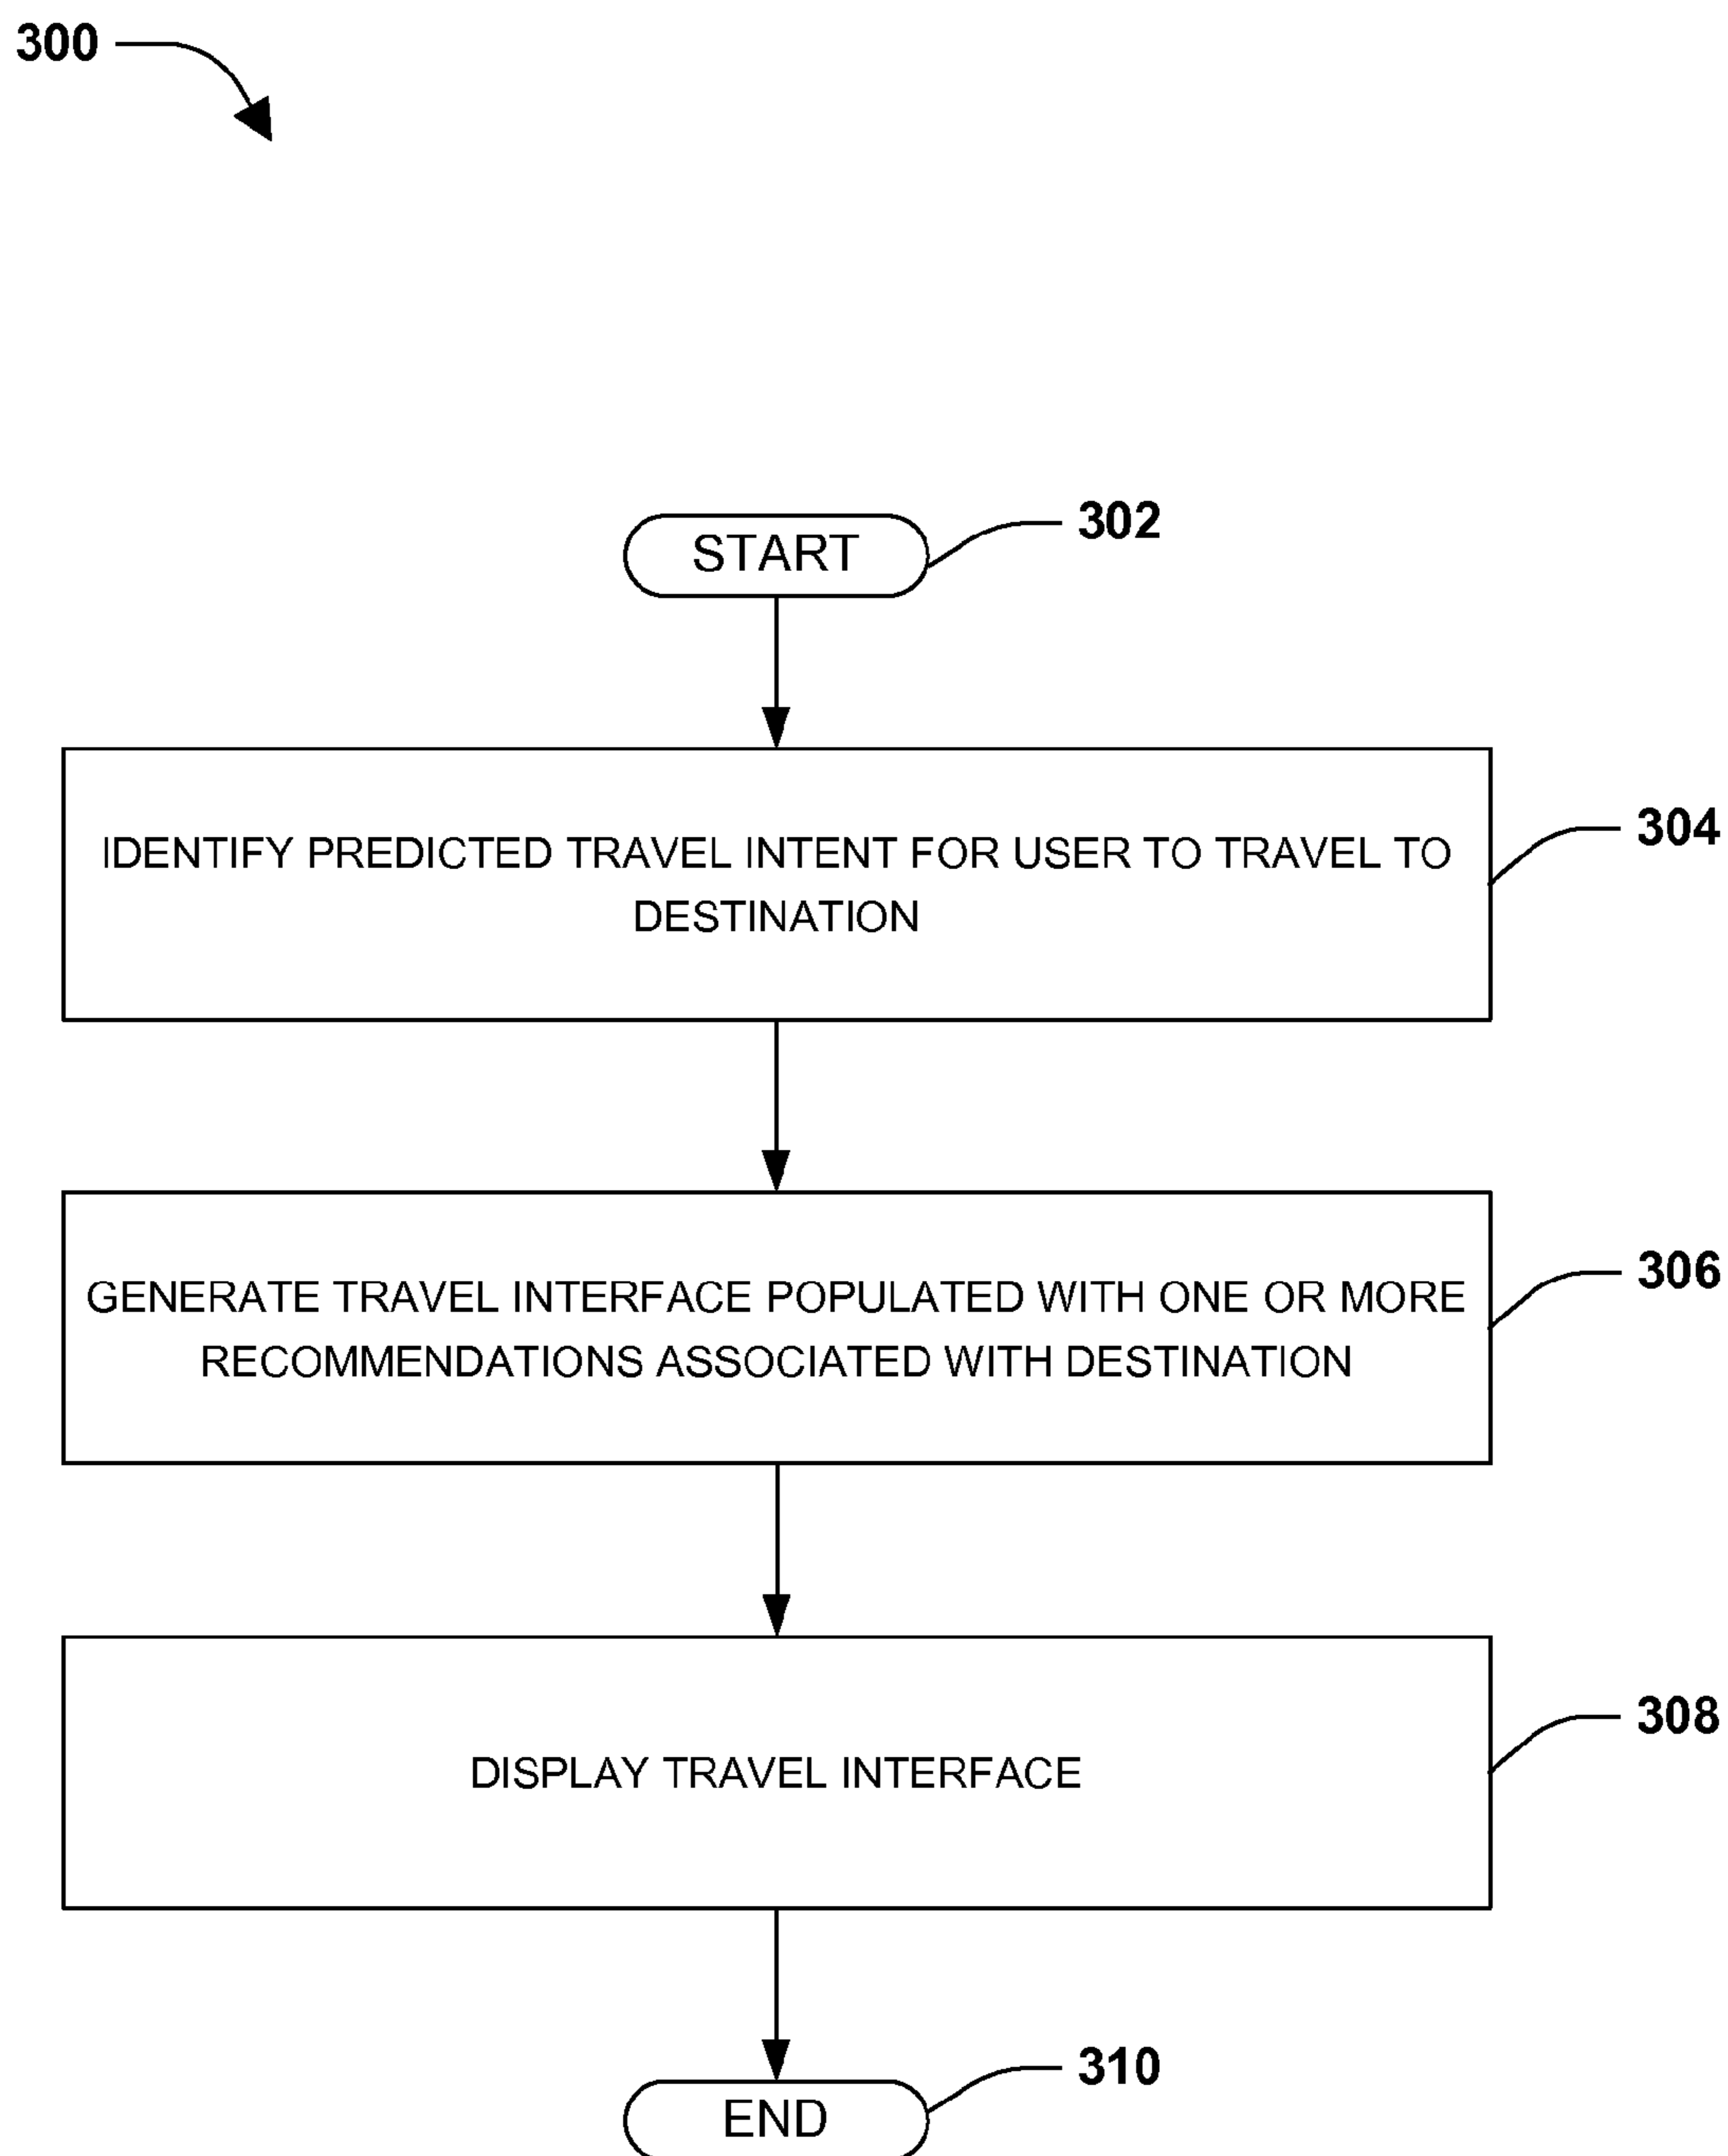 300
START
302
IDENTIFY PREDICTED TRAVEL INTENT FOR USER TO TRAVEL TO
DESTINATION
304
GENERATE TRAVEL INTERFACE POPULATED WITH ONE OR MORE
RECOMMENDATIONS ASSOCIATED WITH DESTINATION
306
DISPLAY TRAVEL INTERFACE
308
END
310